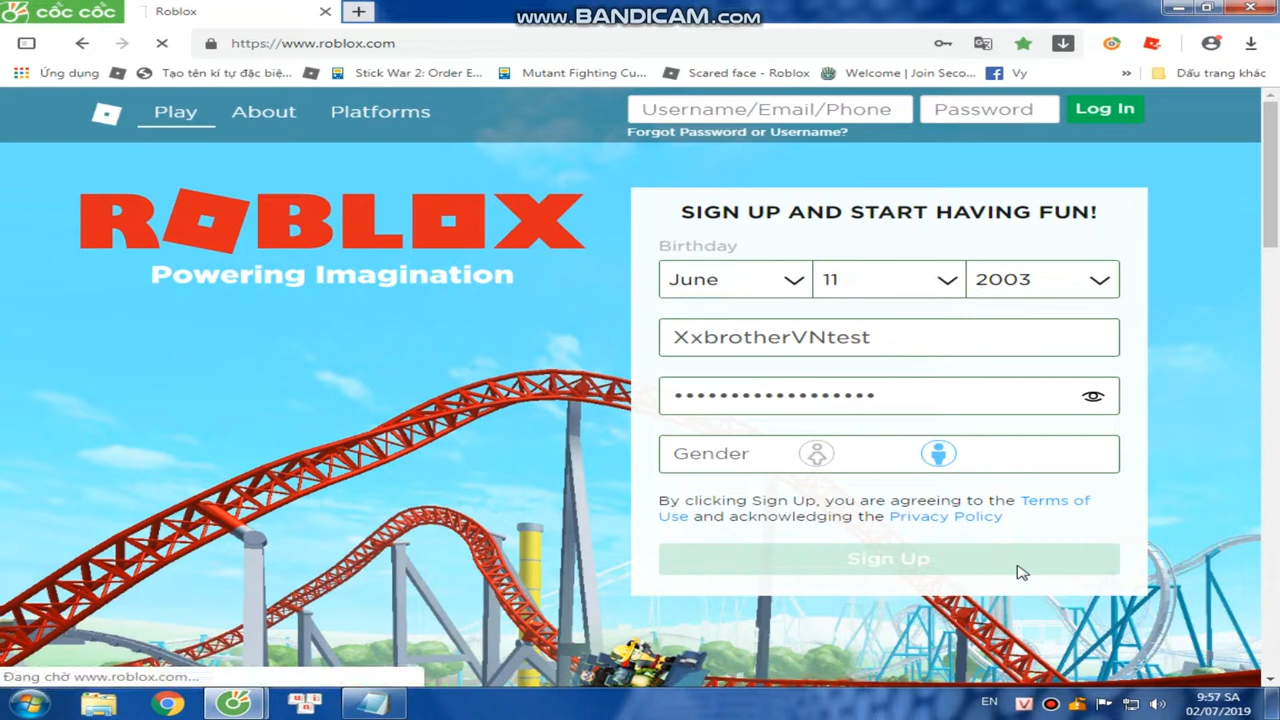 cốc cốc
Roblox
www.BANDICAM.com
https://www.roblox.com
Ứng dụng
Tạo tên kí tự đặc biệ...
Stick War 2: Order E...
Mutant Fighting Cu...
Scared face - Roblox
Welcome | Join Seco...
Vy
»
Dấu trang khác
Play
About
Platforms
Username/Email/Phone
Password
Log In
Forgot Password or Username?
ROBLOX
Powering Imagination
SIGN UP AND START HAVING FUN!
Birthday
June
11
2003
XxbrotherVNtest
••••••••••••••••••
Gender
By clicking Sign Up, you are agreeing to the Terms of
Use and acknowledging the Privacy Policy
Sign Up
Đang chờ www.roblox.com...
EN
9:57 SA
02/07/2019